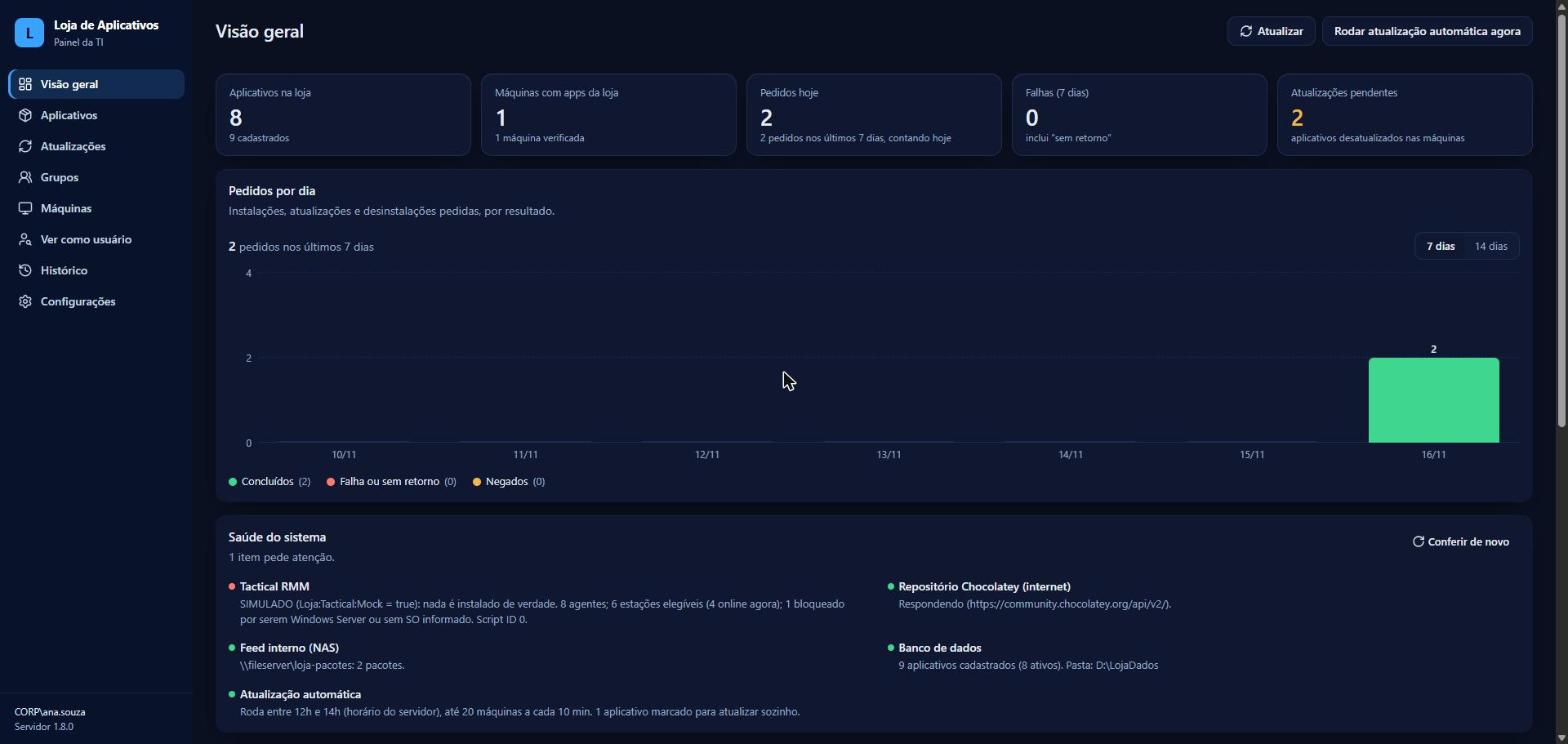 L
Loja de Aplicativos
Painel da TI
Visão geral
Aplicativos
Atualizações
Grupos
Máquinas
Ver como usuário
Histórico
Configurações
CORP\ana.souza
Servidor 1.8.0
Visão geral
Atualizar
Rodar atualização automática agora
Aplicativos na loja
8
9 cadastrados
Máquinas com apps da loja
1
1 máquina verificada
Pedidos hoje
2
2 pedidos nos últimos 7 dias, contando hoje
Falhas (7 dias)
0
inclui "sem retorno"
Atualizações pendentes
2
aplicativos desatualizados nas máquinas
Pedidos por dia
Instalações, atualizações e desinstalações pedidas, por resultado.
2 pedidos nos últimos 7 dias
7 dias
14 dias
4
2
2
0
10/11
11/11
12/11
13/11
14/11
15/11
16/11
Concluídos (2)
Falha ou sem retorno (0)
Negados (0)
Saúde do sistema
1 item pede atenção.
Conferir de novo
Tactical RMM
SIMULADO (Loja:Tactical:Mock = true): nada é instalado de verdade. 8 agentes; 6 estações elegíveis (4 online agora); 1 bloqueado
por serem Windows Server ou sem SO informado. Script ID 0.
Repositório Chocolatey (internet)
Respondendo (https://community.chocolatey.org/api/v2/).
Feed interno (NAS)
\\fileserver\loja-pacotes: 2 pacotes.
Banco de dados
9 aplicativos cadastrados (8 ativos). Pasta: D:\LojaDados
Atualização automática
Roda entre 12h e 14h (horário do servidor), até 20 máquinas a cada 10 min. 1 aplicativo marcado para atualizar sozinho.